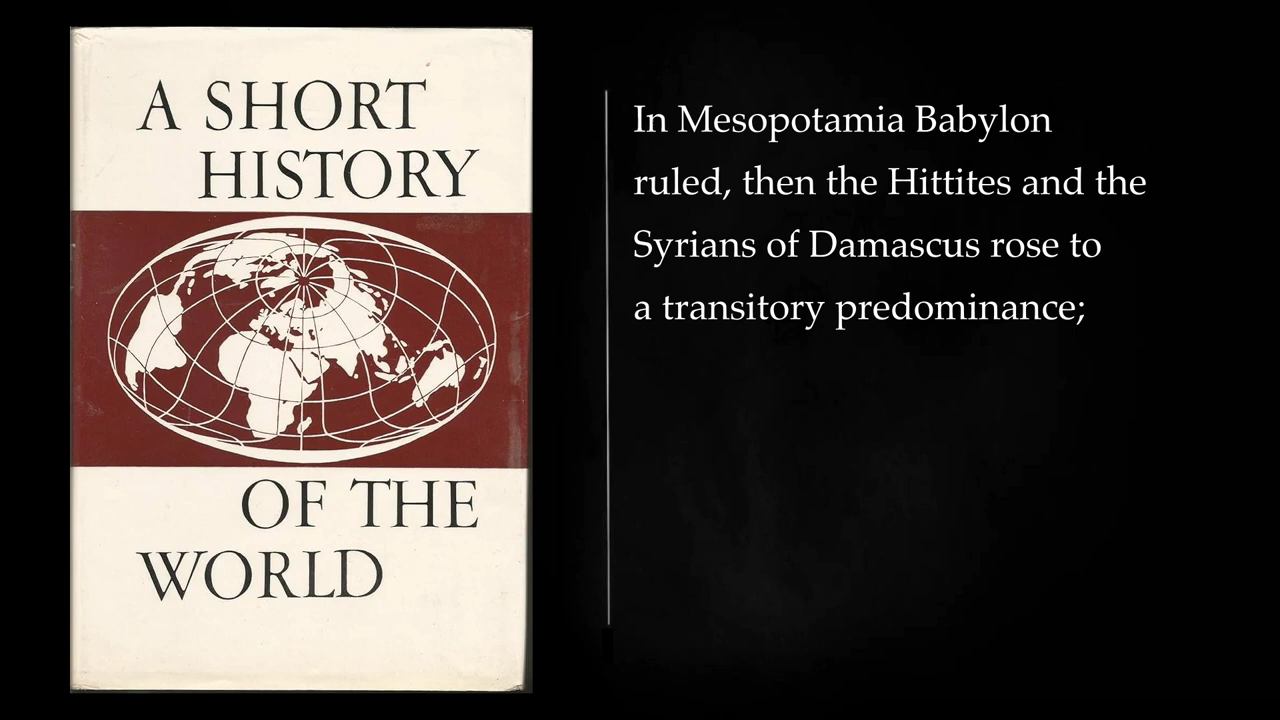 A SHORT
HISTORY
OF THE
WORLD
In Mesopotamia Babylon
ruled, then the Hittites and the
Syrians of Damascus rose to
a transitory predominance;